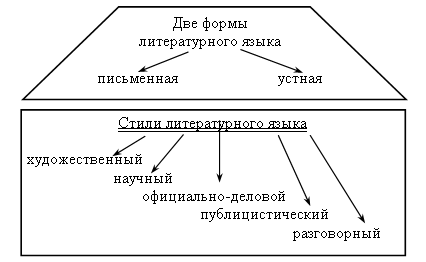 Две формы
литературного языка
письменная устная
Стили литературного языка
художественный
научный
официально-деловой
публицистический
разговорный